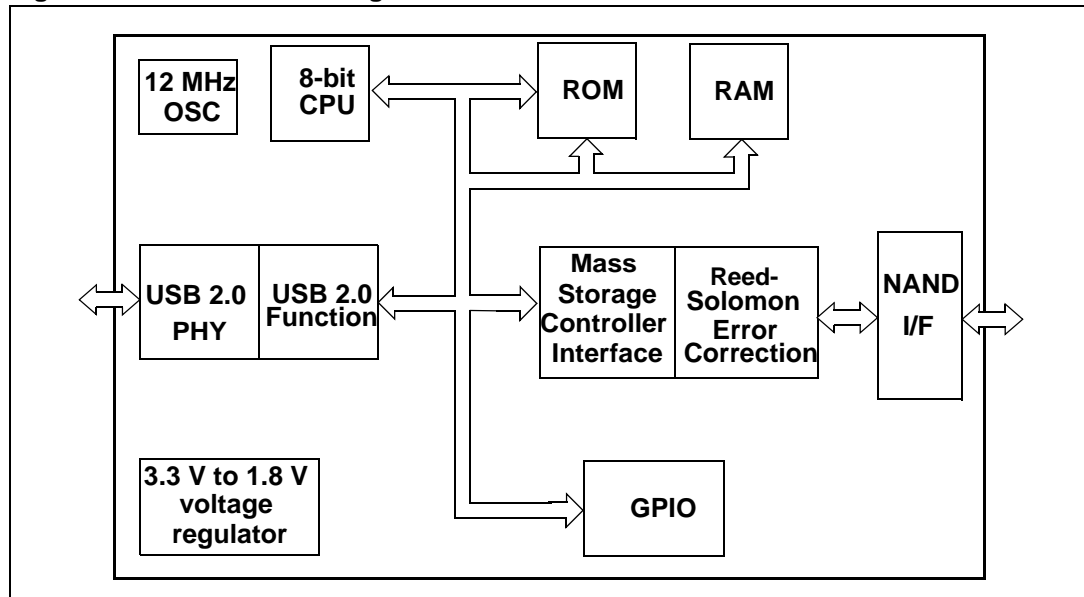 12 MHz
OSC
8-bit
CPU
ROM
RAM
USB 2.0
PHY
USB 2.0
Function
Mass
Storage
Controller
Interface
Reed-
Solomon
Error
Correction
NAND
I/F
3.3 V to 1.8 V
voltage
regulator
GPIO